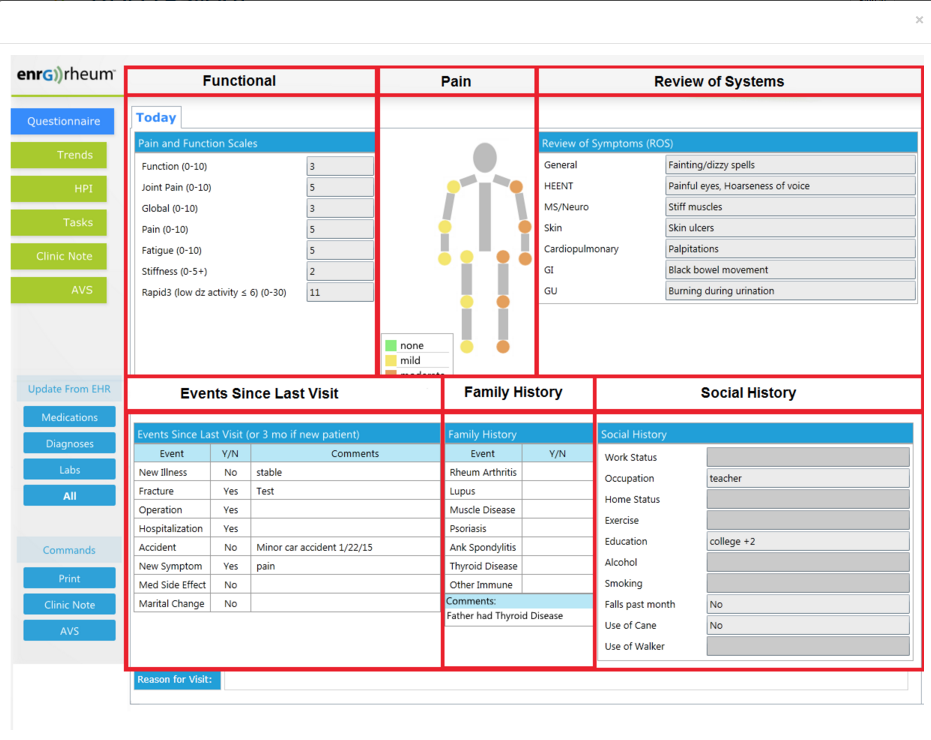 ×
enrG))rheum™
Functional
Pain
Review of Systems
Questionnaire
Trends
HPI
Tasks
Clinic Note
AVS
Today
Pain and Function Scales
Function (0-10) 3
Joint Pain (0-10) 5
Global (0-10) 3
Pain (0-10) 5
Fatigue (0-10) 5
Stiffness (0-5+) 2
Rapid3 (low dz activity ≤ 6) (0-30) 11
none
mild
moderate
Review of Symptoms (ROS)
General Fainting/dizzy spells
HEENT Painful eyes, Hoarseness of voice
MS/Neuro Stiff muscles
Skin Skin ulcers
Cardiopulmonary Palpitations
GI Black bowel movement
GU Burning during urination
Update From EHR
Medications
Diagnoses
Labs
All
Commands
Print
Clinic Note
AVS
Events Since Last Visit
Family History
Social History
Events Since Last Visit (or 3 mo if new patient)
Event Y/N Comments
New Illness No stable
Fracture Yes Test
Operation Yes
Hospitalization Yes
Accident No Minor car accident 1/22/15
New Symptom Yes pain
Med Side Effect No
Marital Change No
Family History
Event Y/N
Rheum Arthritis
Lupus
Muscle Disease
Psoriasis
Ank Spondylitis
Thyroid Disease
Other Immune
Comments:
Father had Thyroid Disease
Social History
Work Status
Occupation teacher
Home Status
Exercise
Education college +2
Alcohol
Smoking
Falls past month No
Use of Cane No
Use of Walker
Reason for Visit: